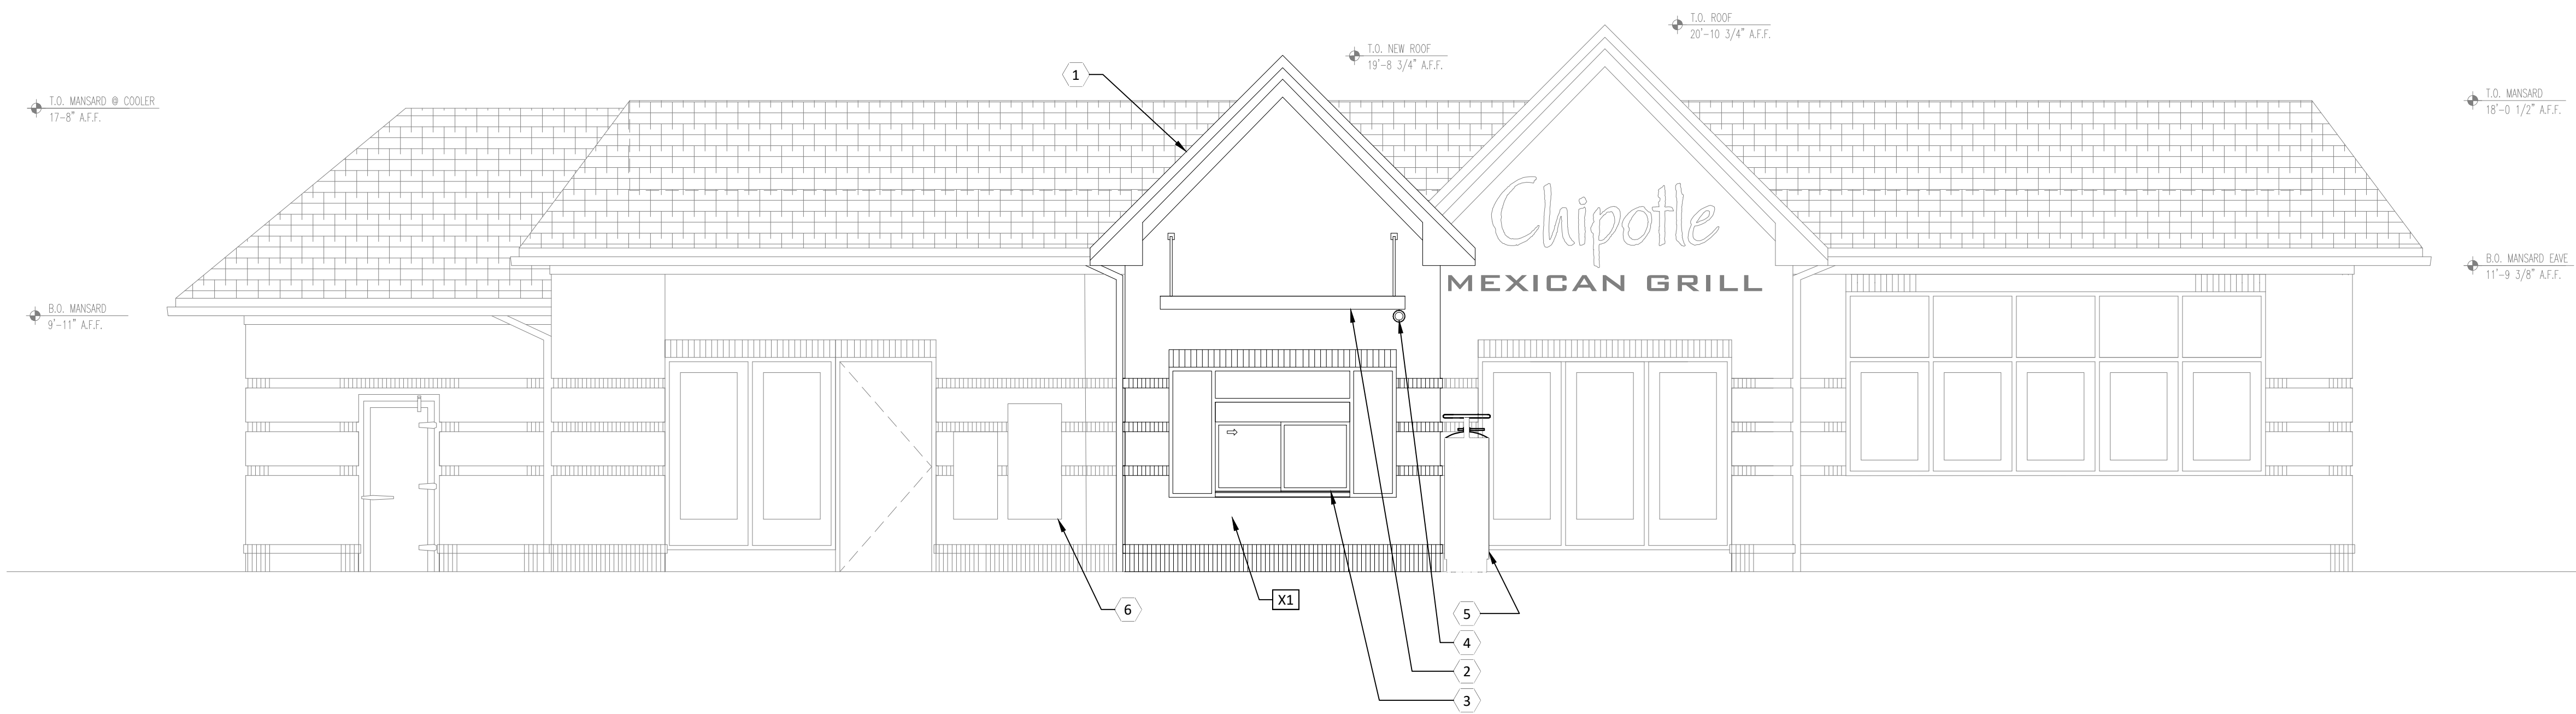 T.O. ROOF
20'-10 3/4" A.F.F.
T.O. NEW ROOF
19'-8 3/4" A.F.F.
1
T.O. MANSARD @ COOLER
17-8" A.F.F.
T.O. MANSARD
18'-0 1/2" A.F.F.
Chipotle
MEXICAN GRILL
B.O. MANSARD EAVE
11'-9 3/8" A.F.F.
B.O. MANSARD
9'-11" A.F.F.
X1
6
5
4
2
3